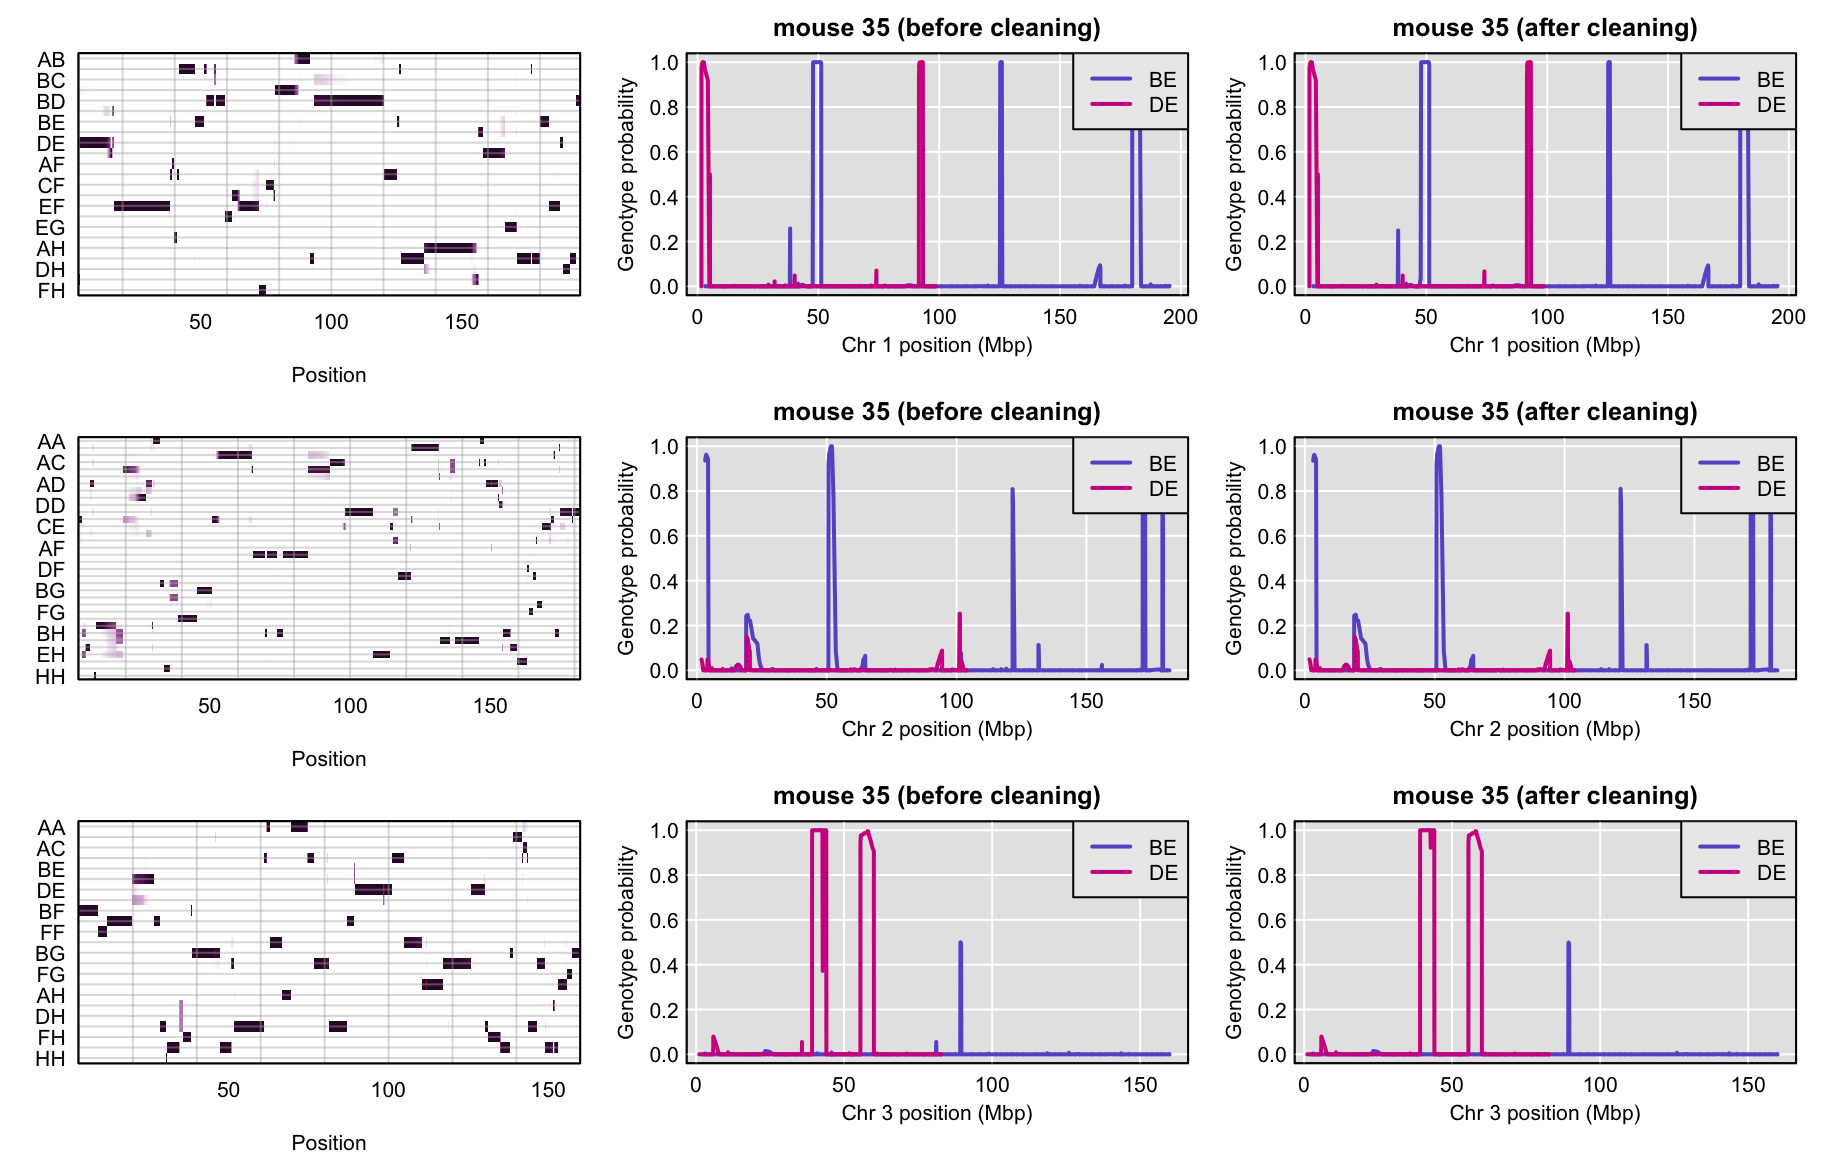 AB
BC
BD
BE
DE
AF
CF
EF
EG
AH
DH
FH
50 100 150
Position
mouse 35 (before cleaning)
Genotype probability
1.0
0.8
0.6
0.4
0.2
0.0
BE
DE
0 50 100 150 200
Chr 1 position (Mbp)
mouse 35 (after cleaning)
Genotype probability
1.0
0.8
0.6
0.4
0.2
0.0
BE
DE
0 50 100 150 200
Chr 1 position (Mbp)
AA
AC
AD
DD
CE
AF
DF
BG
FG
BH
EH
HH
50 100 150
Position
mouse 35 (before cleaning)
Genotype probability
1.0
0.8
0.6
0.4
0.2
0.0
BE
DE
0 50 100 150
Chr 2 position (Mbp)
mouse 35 (after cleaning)
Genotype probability
1.0
0.8
0.6
0.4
0.2
0.0
BE
DE
0 50 100 150
Chr 2 position (Mbp)
AA
AC
BE
DE
BF
FF
BG
FG
AH
DH
FH
HH
50 100 150
Position
mouse 35 (before cleaning)
Genotype probability
1.0
0.8
0.6
0.4
0.2
0.0
BE
DE
0 50 100 150
Chr 3 position (Mbp)
mouse 35 (after cleaning)
Genotype probability
1.0
0.8
0.6
0.4
0.2
0.0
BE
DE
0 50 100 150
Chr 3 position (Mbp)